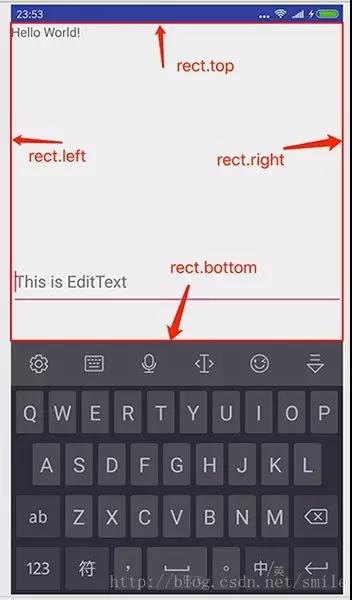 23:53
Hello World!
rect.top
rect.left
rect.right
rect.bottom
This is EditText
Q W E R T Y U I O P
A S D F G H J K L
ab Z X C V B N M
123 符 ， 。 中/英
http://blog.csdn.net/smile